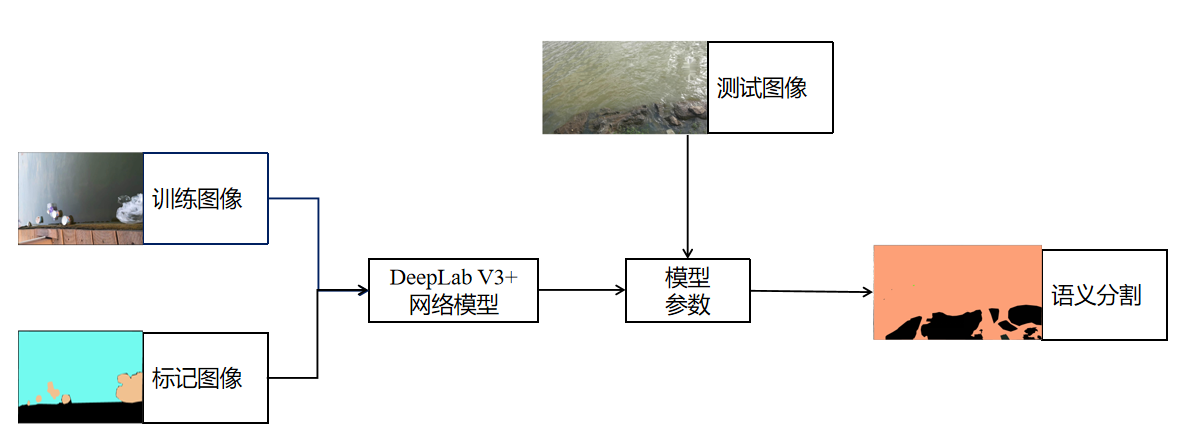 测试图像
训练图像
DeepLab V3+
网络模型
模型
参数
语义分割
标记图像